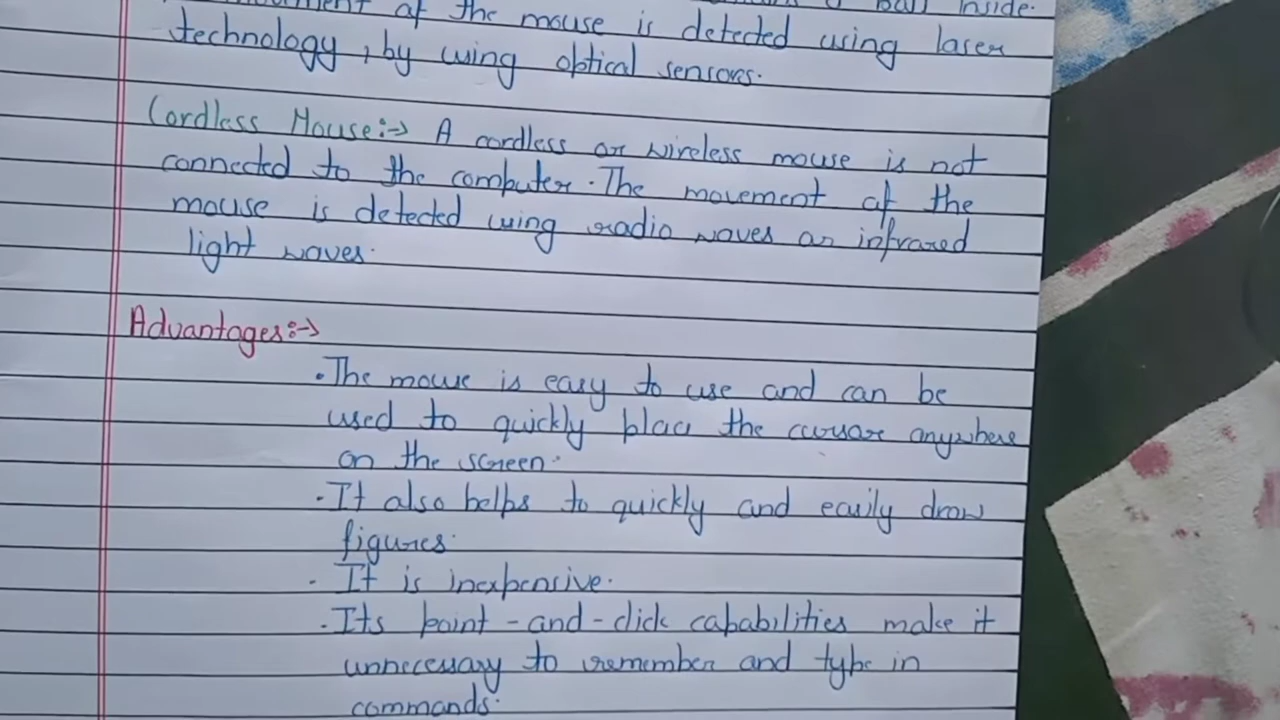 of the mouse is detected using laser
technology, by using optical sensors.
Cordless Mouse:→ A cordless or wireless mouse is not
connected to the computer. The movement of the
mouse is detected using radio waves or infrared
light waves.
Advantages:→
• The mouse is easy to use and can be
used to quickly place the cursor anywhere
on the screen.
• It also helps to quickly and easily draw
figures.
• It is inexpensive.
• Its point-and-click capabilities make it
unnecessary to remember and type in
commands.